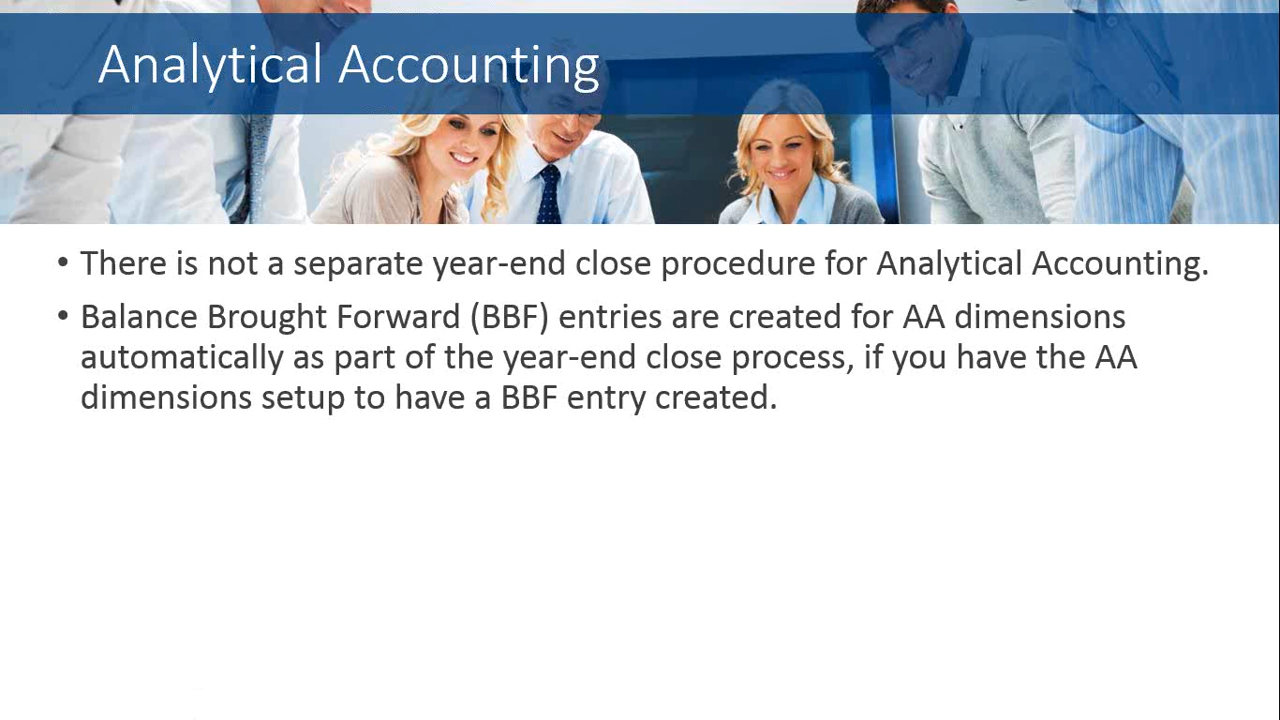 Analytical Accounting
• There is not a separate year-end close procedure for Analytical Accounting.
• Balance Brought Forward (BBF) entries are created for AA dimensions
automatically as part of the year-end close process, if you have the AA
dimensions setup to have a BBF entry created.